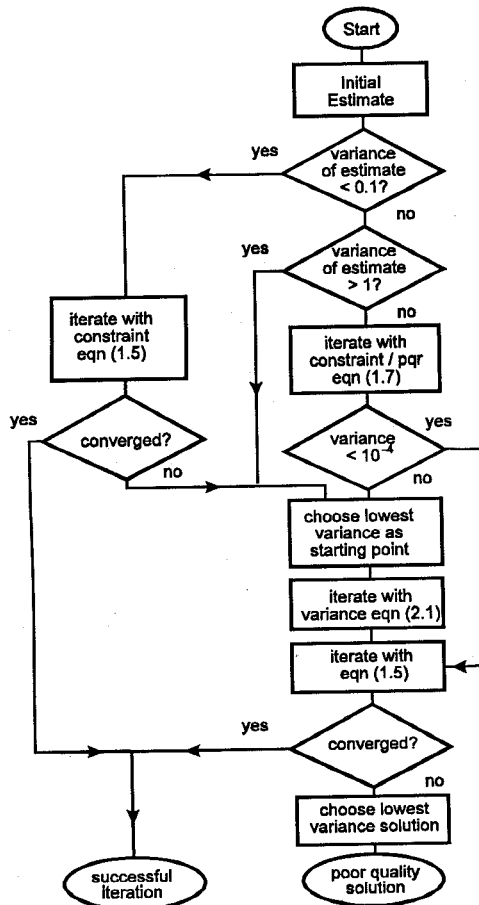 Start
Initial
Estimate
yes
variance
of estimate
< 0.1?
no
yes
variance
of estimate
> 1?
no
iterate with
constraint
eqn (1.5)
iterate with
constraint / pqr
eqn (1.7)
yes
converged?
no
variance
< 10⁻⁴
yes
no
choose lowest
variance as
starting point
iterate with
variance eqn (2.1)
iterate with
eqn (1.5)
yes
converged?
no
choose lowest
variance solution
successful
iteration
poor quality
solution